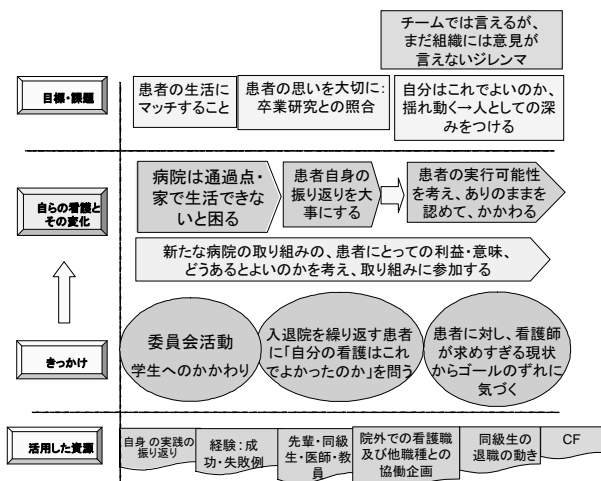 チームでは言えるが、
まだ組織には意見が
言えないジレンマ
目標・課題
患者の生活に
マッチすること
患者の思いを大切に：
卒業研究との照合
自分はこれでよいのか、
揺れ動く→人としての深
みをつける
自らの看護と
その変化
病院は通過点・
家で生活できな
いと困る
患者自身の
振り返りを大
事にする
患者の実行可能性
を考え、ありのままを
認めて、かかわる
新たな病院の取り組みの、患者にとっての利益・意味、
どうあるとよいのかを考え、取り組みに参加する
きっかけ
委員会活動
学生へのかかわり
入退院を繰り返す患者
に「自分の看護はこれ
でよかったのか」を問う
患者に対し、看護師
が求めすぎる現状
からゴールのずれに
気づく
活用した資源
自身の実践の
振り返り
経験：成
功・失敗例
先輩・同級
生・医師・教
員
院外での看護職
及び他職種との
協働企画
同級生の
退職の動き
CF